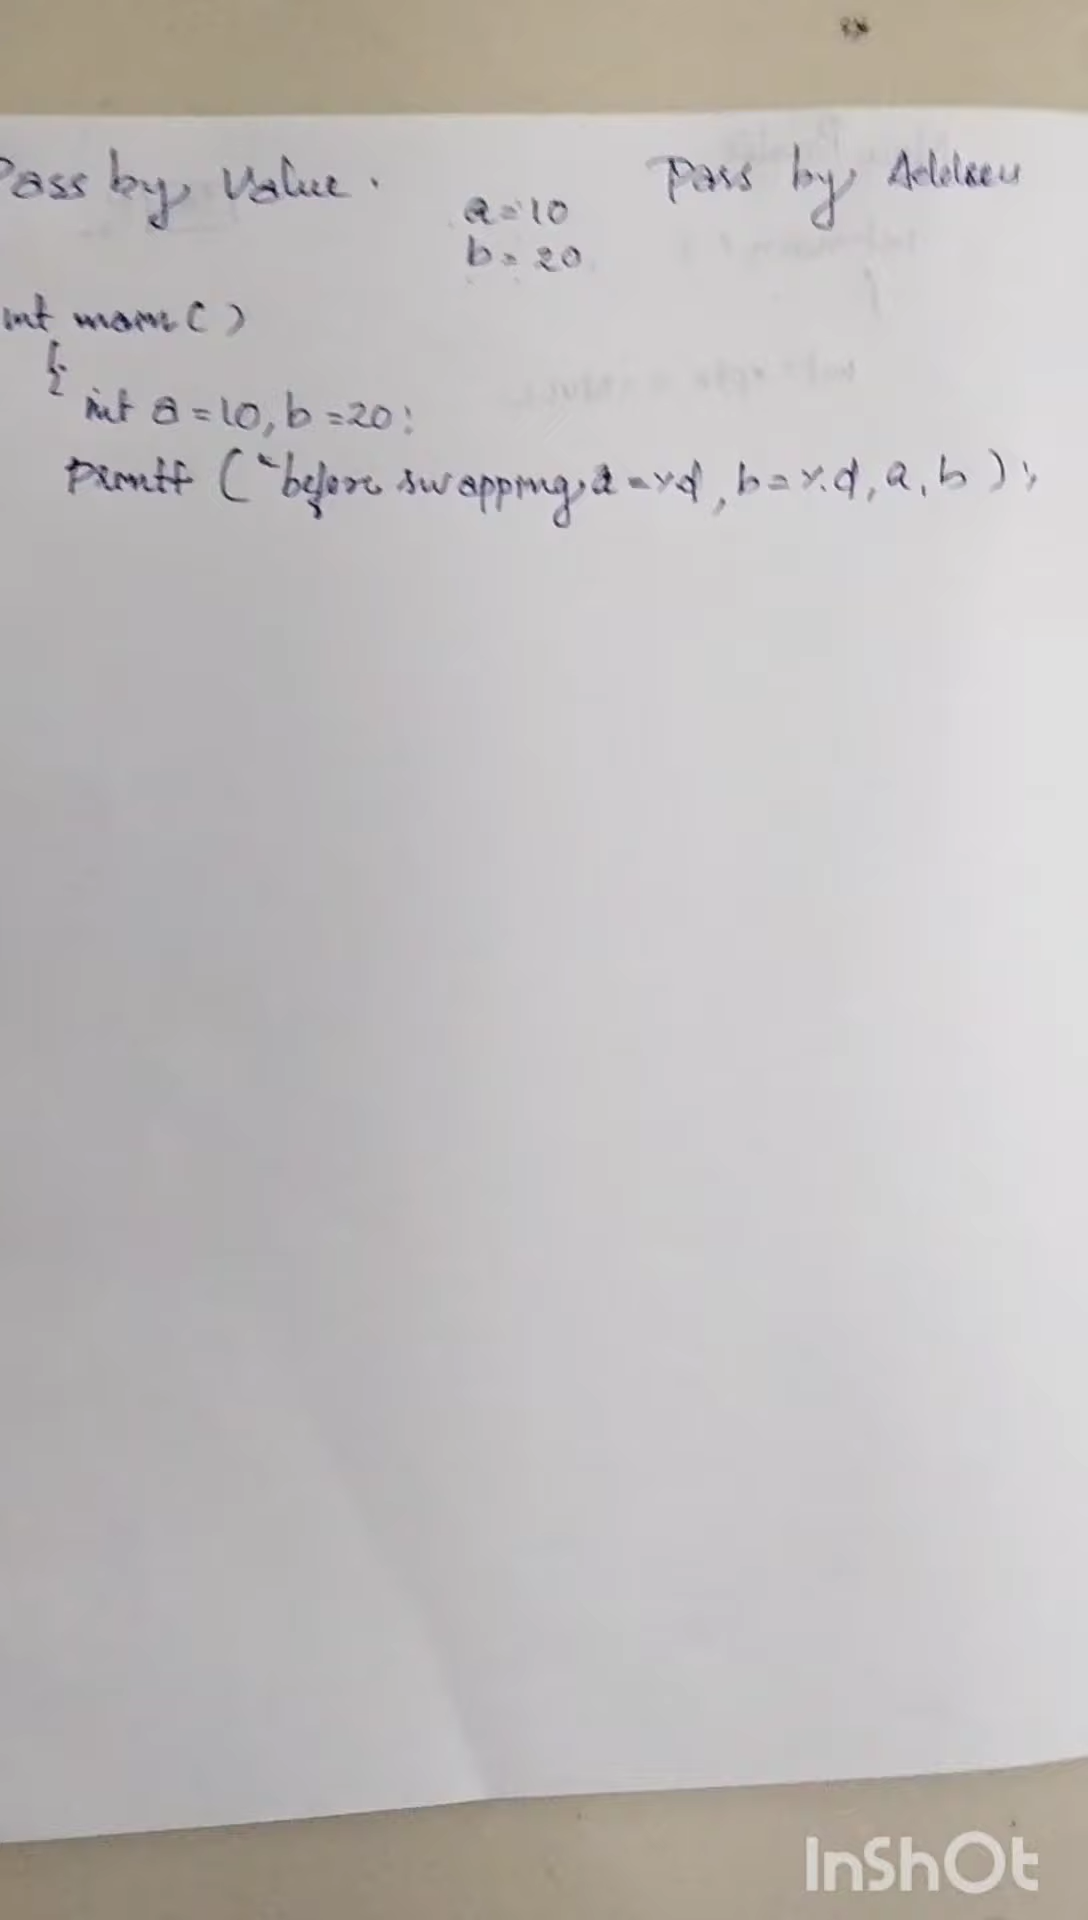 Pass by Value.
Pass by Address
a=10
b=20
int main()
{
int a=10, b=20;
printf ("before swapping, a=%d, b=%d, a, b);
InShOt